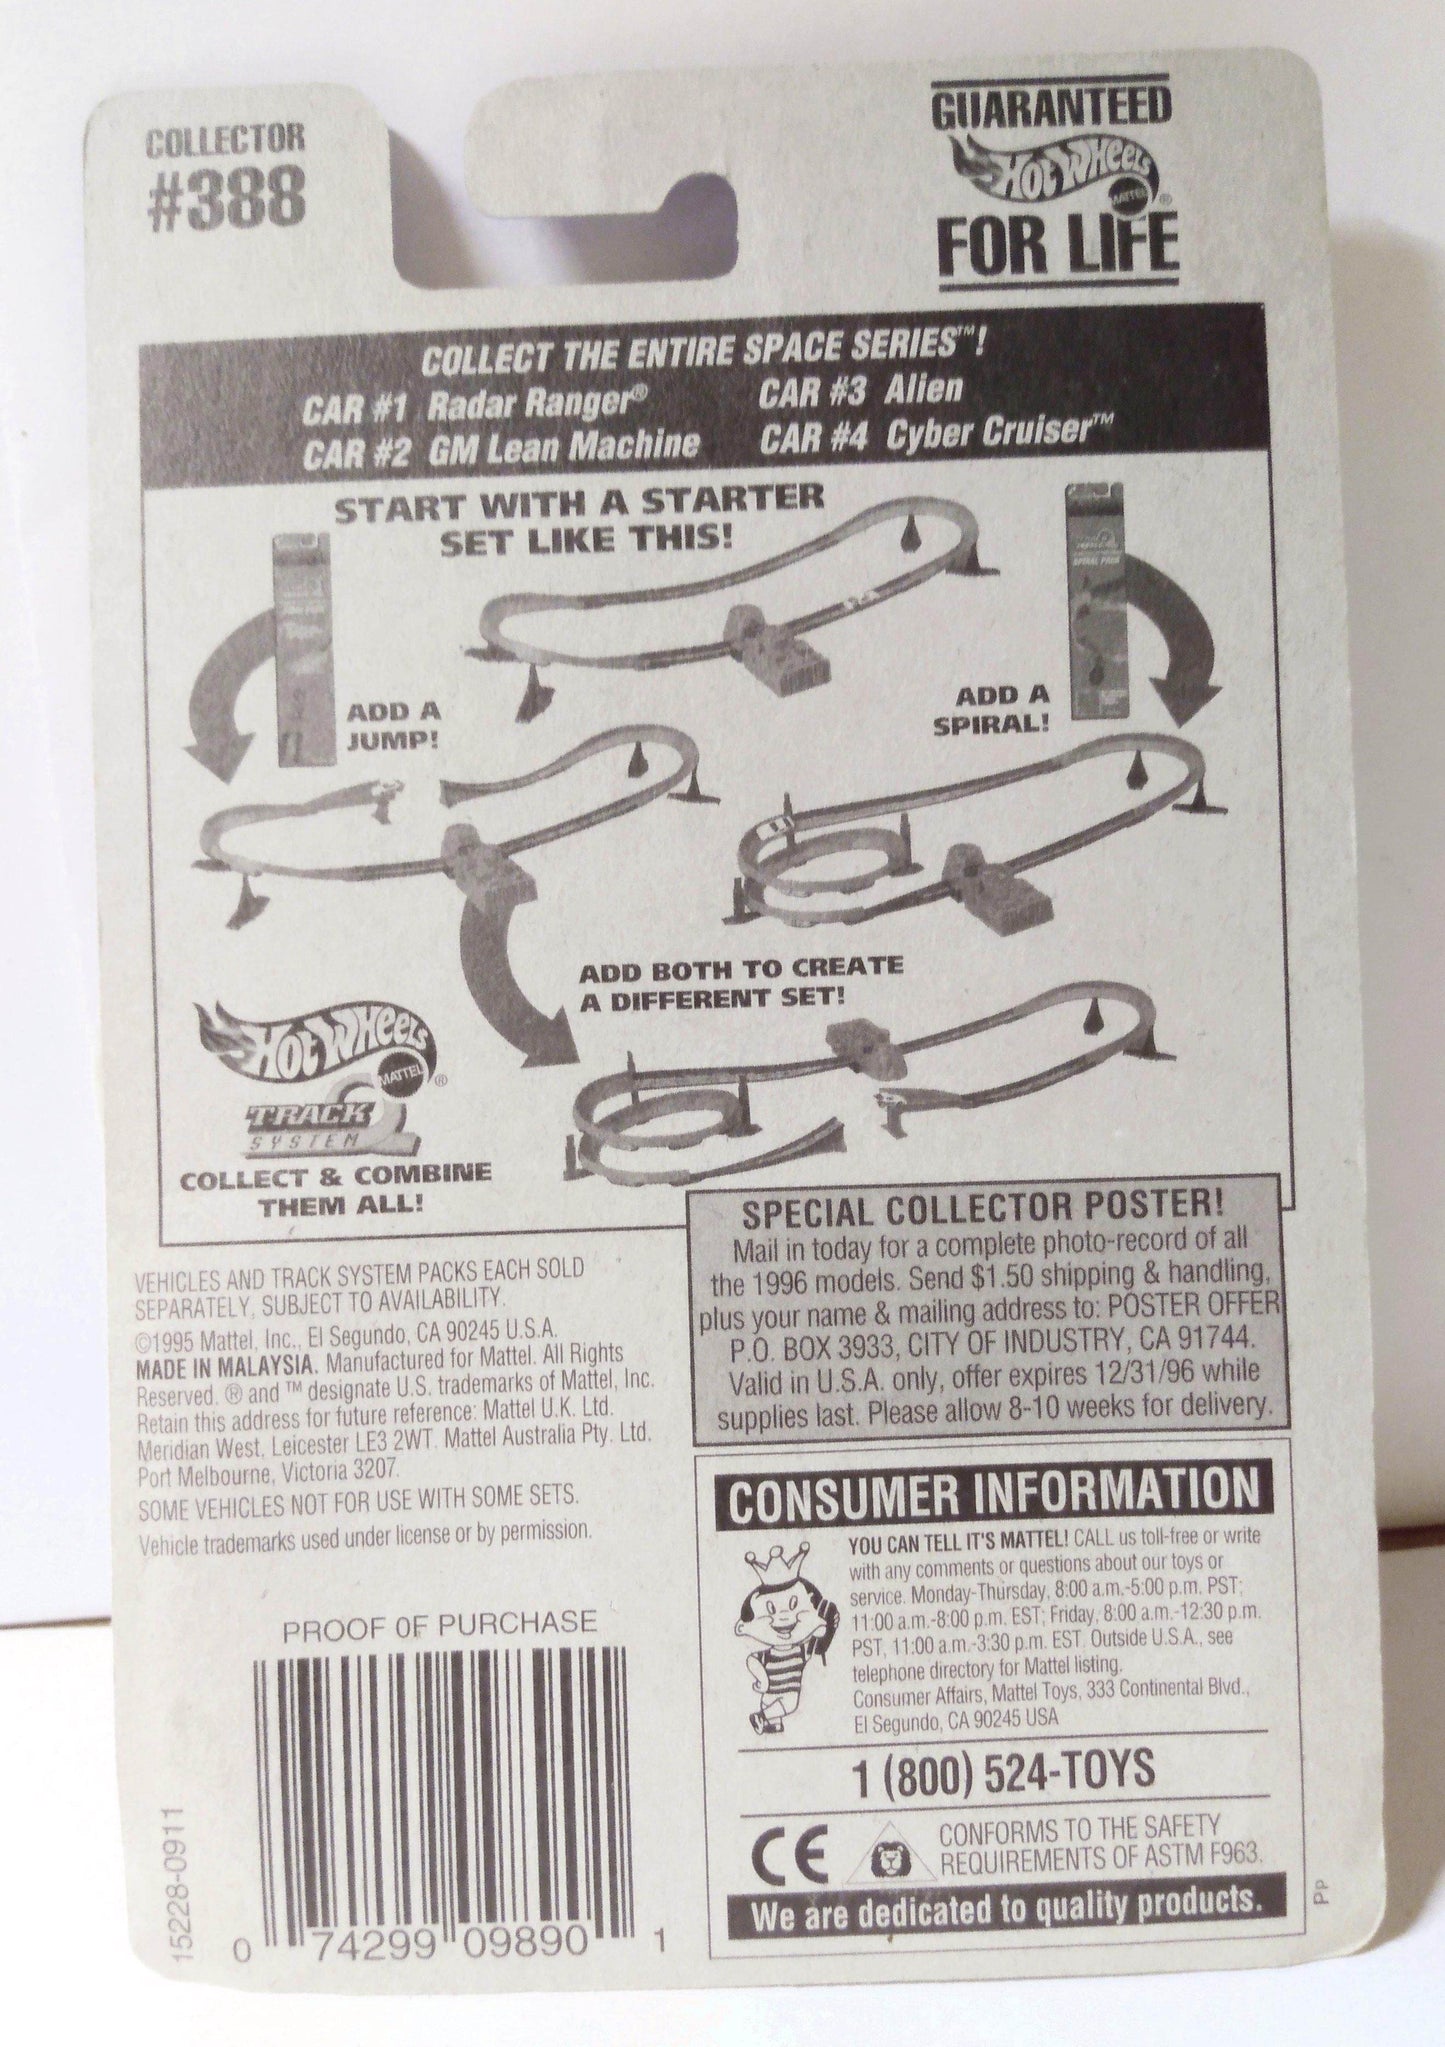 COLLECTOR
#388
GUARANTEED
HOT WHEELS
MATTEL ®
FOR LIFE
COLLECT THE ENTIRE SPACE SERIES™!
CAR #1 Radar Ranger®
CAR #2 GM Lean Machine
CAR #3 Alien
CAR #4 Cyber Cruiser™
START WITH A STARTER
SET LIKE THIS!
ADD A
JUMP!
SPIRAL PACK
ADD A
SPIRAL!
ADD BOTH TO CREATE
A DIFFERENT SET!
HOT WHEELS
MATTEL ®
TRACK
SYSTEM
COLLECT & COMBINE
THEM ALL!
SPECIAL COLLECTOR POSTER!
Mail in today for a complete photo-record of all
the 1996 models. Send $1.50 shipping & handling,
plus your name & mailing address to: POSTER OFFER
P.O. BOX 3933, CITY OF INDUSTRY, CA 91744.
Valid in U.S.A. only, offer expires 12/31/96 while
supplies last. Please allow 8-10 weeks for delivery.
VEHICLES AND TRACK SYSTEM PACKS EACH SOLD
SEPARATELY, SUBJECT TO AVAILABILITY.
©1995 Mattel, Inc., El Segundo, CA 90245 U.S.A.
MADE IN MALAYSIA. Manufactured for Mattel. All Rights
Reserved. ® and ™ designate U.S. trademarks of Mattel, Inc.
Retain this address for future reference: Mattel U.K. Ltd.
Meridian West, Leicester LE3 2WT. Mattel Australia Pty. Ltd.
Port Melbourne, Victoria 3207.
SOME VEHICLES NOT FOR USE WITH SOME SETS.
Vehicle trademarks used under license or by permission.
CONSUMER INFORMATION
YOU CAN TELL IT'S MATTEL! CALL us toll-free or write
with any comments or questions about our toys or
service. Monday-Thursday, 8:00 a.m.-5:00 p.m. PST;
11:00 a.m.-8:00 p.m. EST; Friday, 8:00 a.m.-12:30 p.m.
PST, 11:00 a.m.-3:30 p.m. EST. Outside U.S.A., see
telephone directory for Mattel listing.
Consumer Affairs, Mattel Toys, 333 Continental Blvd.,
El Segundo, CA 90245 USA
1 (800) 524-TOYS
CE
CONFORMS TO THE SAFETY
REQUIREMENTS OF ASTM F963.
We are dedicated to quality products.
Pp
PROOF OF PURCHASE
0 74299 09890 1
15228-0911